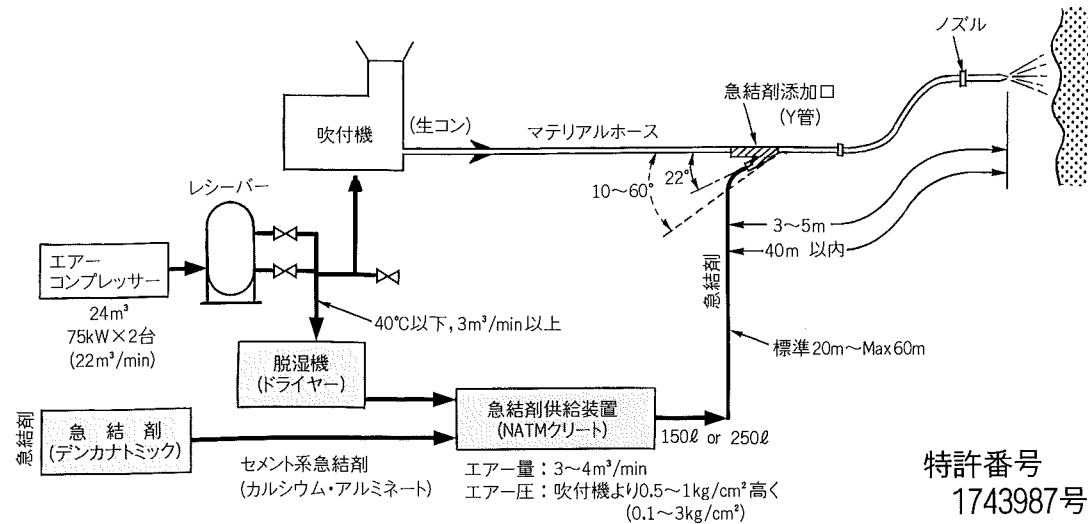 ノズル
急結剤添加口
(Y管)
吹付機
(生コン)
マテリアルホース
22°
10～60°
レシーバー
3～5m
40m 以内
エアー
コンプレッサー
24m³
75kW×2台
(22m³/min)
急結剤
40℃以下,3m³/min以上
標準20m～Max60m
脱湿機
(ドライヤー)
急結剤
急 結 剤
(デンカナトミック)
急結剤供給装置
(NATMクリート)
150ℓ or 250ℓ
セメント系急結剤
(カルシウム・アルミネート)
エアー量：3～4m³/min
エアー圧：吹付機より0.5～1kg/cm²高く
(0.1～3kg/cm²)
特許番号
1743987号